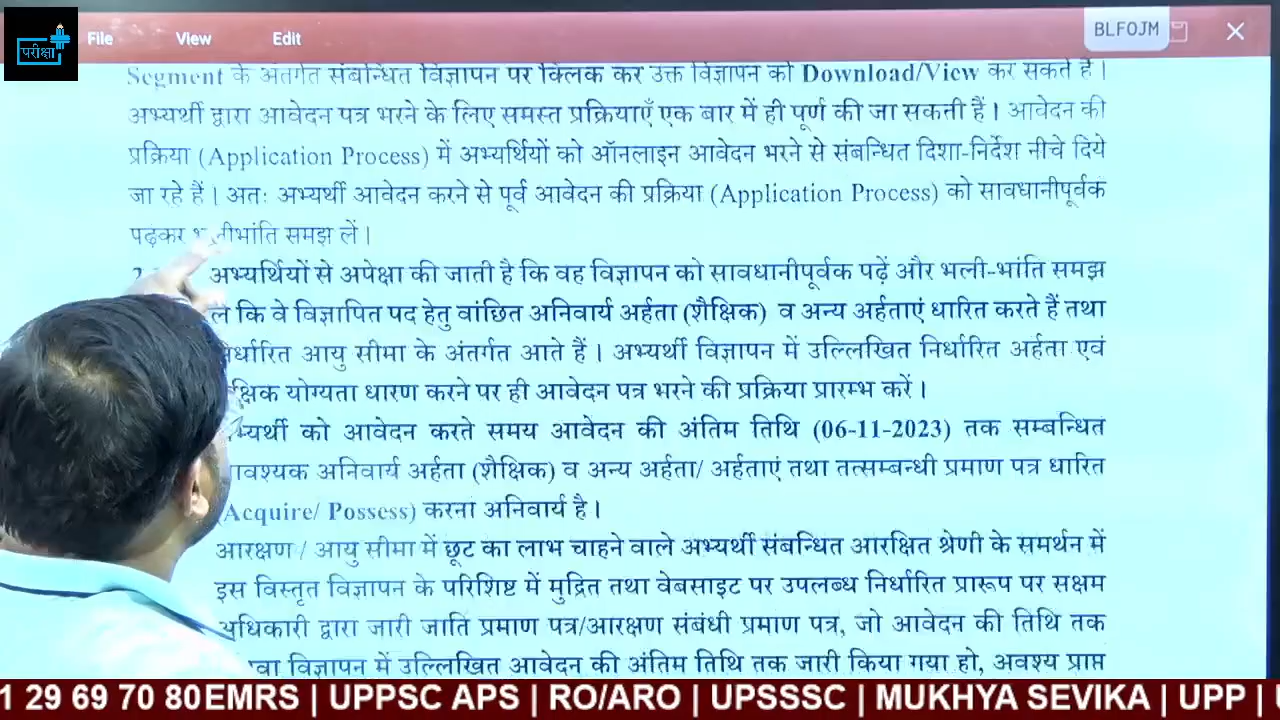 परीक्षा
File View Edit
BLFOJM
Segment के अंतर्गत संबन्धित विज्ञापन पर क्लिक कर उक्त विज्ञापन को Download/View कर सकते हैं।
अभ्यर्थी द्वारा आवेदन पत्र भरने के लिए समस्त प्रक्रियाएँ एक बार में ही पूर्ण की जा सकती हैं। आवेदन की
प्रक्रिया (Application Process) में अभ्यर्थियों को ऑनलाइन आवेदन भरने से संबन्धित दिशा-निर्देश नीचे दिये
जा रहे हैं। अतः अभ्यर्थी आवेदन करने से पूर्व आवेदन की प्रक्रिया (Application Process) को सावधानीपूर्वक
पढ़कर समझ लें।
अभ्यर्थियों से अपेक्षा की जाती है कि वह विज्ञापन को सावधानीपूर्वक पढ़ें और भली-भांति समझ
कि वे विज्ञापित पद हेतु वांछित अनिवार्य अर्हता (शैक्षिक) व अन्य अर्हताएं धारित करते हैं तथा
आयु सीमा के अंतर्गत आते हैं। अभ्यर्थी विज्ञापन में उल्लिखित निर्धारित अर्हता एवं
योग्यता धारण करने पर ही आवेदन पत्र भरने की प्रक्रिया प्रारम्भ करें।
को आवेदन करते समय आवेदन की अंतिम तिथि (06-11-2023) तक सम्बन्धित
अनिवार्य अर्हता (शैक्षिक) व अन्य अर्हता/ अर्हताएं तथा तत्सम्बन्धी प्रमाण पत्र धारित
(Acquire/ Possess) करना अनिवार्य है।
आरक्षण / आयु सीमा में छूट का लाभ चाहने वाले अभ्यर्थी संबन्धित आरक्षित श्रेणी के समर्थन में
इस विस्तृत विज्ञापन के परिशिष्ट में मुद्रित तथा वेबसाइट पर उपलब्ध निर्धारित प्रारूप पर सक्षम
अधिकारी द्वारा जारी जाति प्रमाण पत्र/आरक्षण संबंधी प्रमाण पत्र, जो आवेदन की तिथि तक
विज्ञापन में उल्लिखित आवेदन की अंतिम तिथि तक जारी किया गया हो, अवश्य प्राप्त
1 29 69 70 80EMRS | UPPSC APS | RO/ARO | UPSSSC | MUKHYA SEVIKA | UPP |